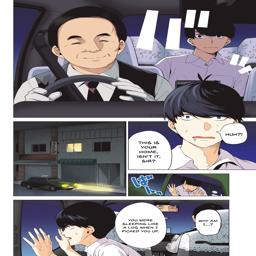 HUH?!
THIS IS
YOUR
HOME,
ISN'T IT,
SIR?
YOU WERE
SLEEPING LIKE
A LOG WHEN I
PICKED YOU UP.
WHY AM
I...?